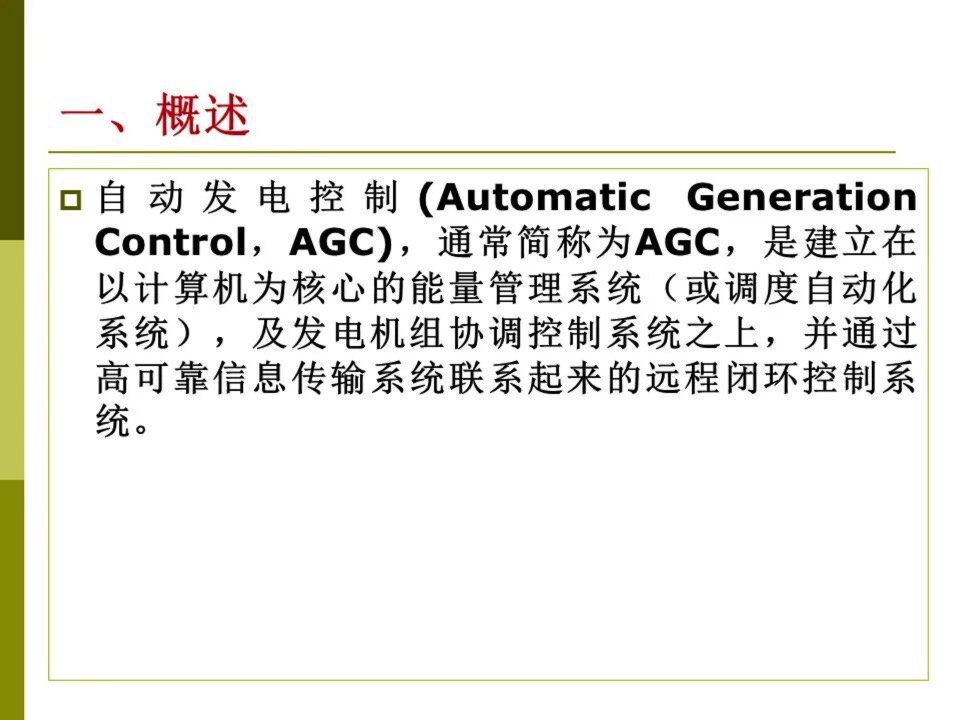 一、概述
自动发电控制(Automatic Generation
Control，AGC)，通常简称为AGC，是建立在
以计算机为核心的能量管理系统（或调度自动化
系统），及发电机组协调控制系统之上，并通过
高可靠信息传输系统联系起来的远程闭环控制系
统。